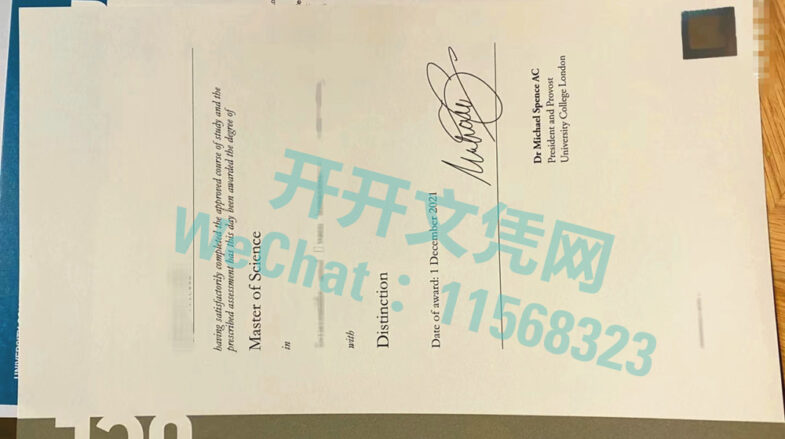 having satisfactorily completed the approved course of study and the
prescribed assessment has this day been awarded the degree of
Master of Science
in
with
Distinction
Date of award: 1 December 2021
Dr Michael Spence AC
President and Provost
University College London
开开文凭网
WeChat：11568323